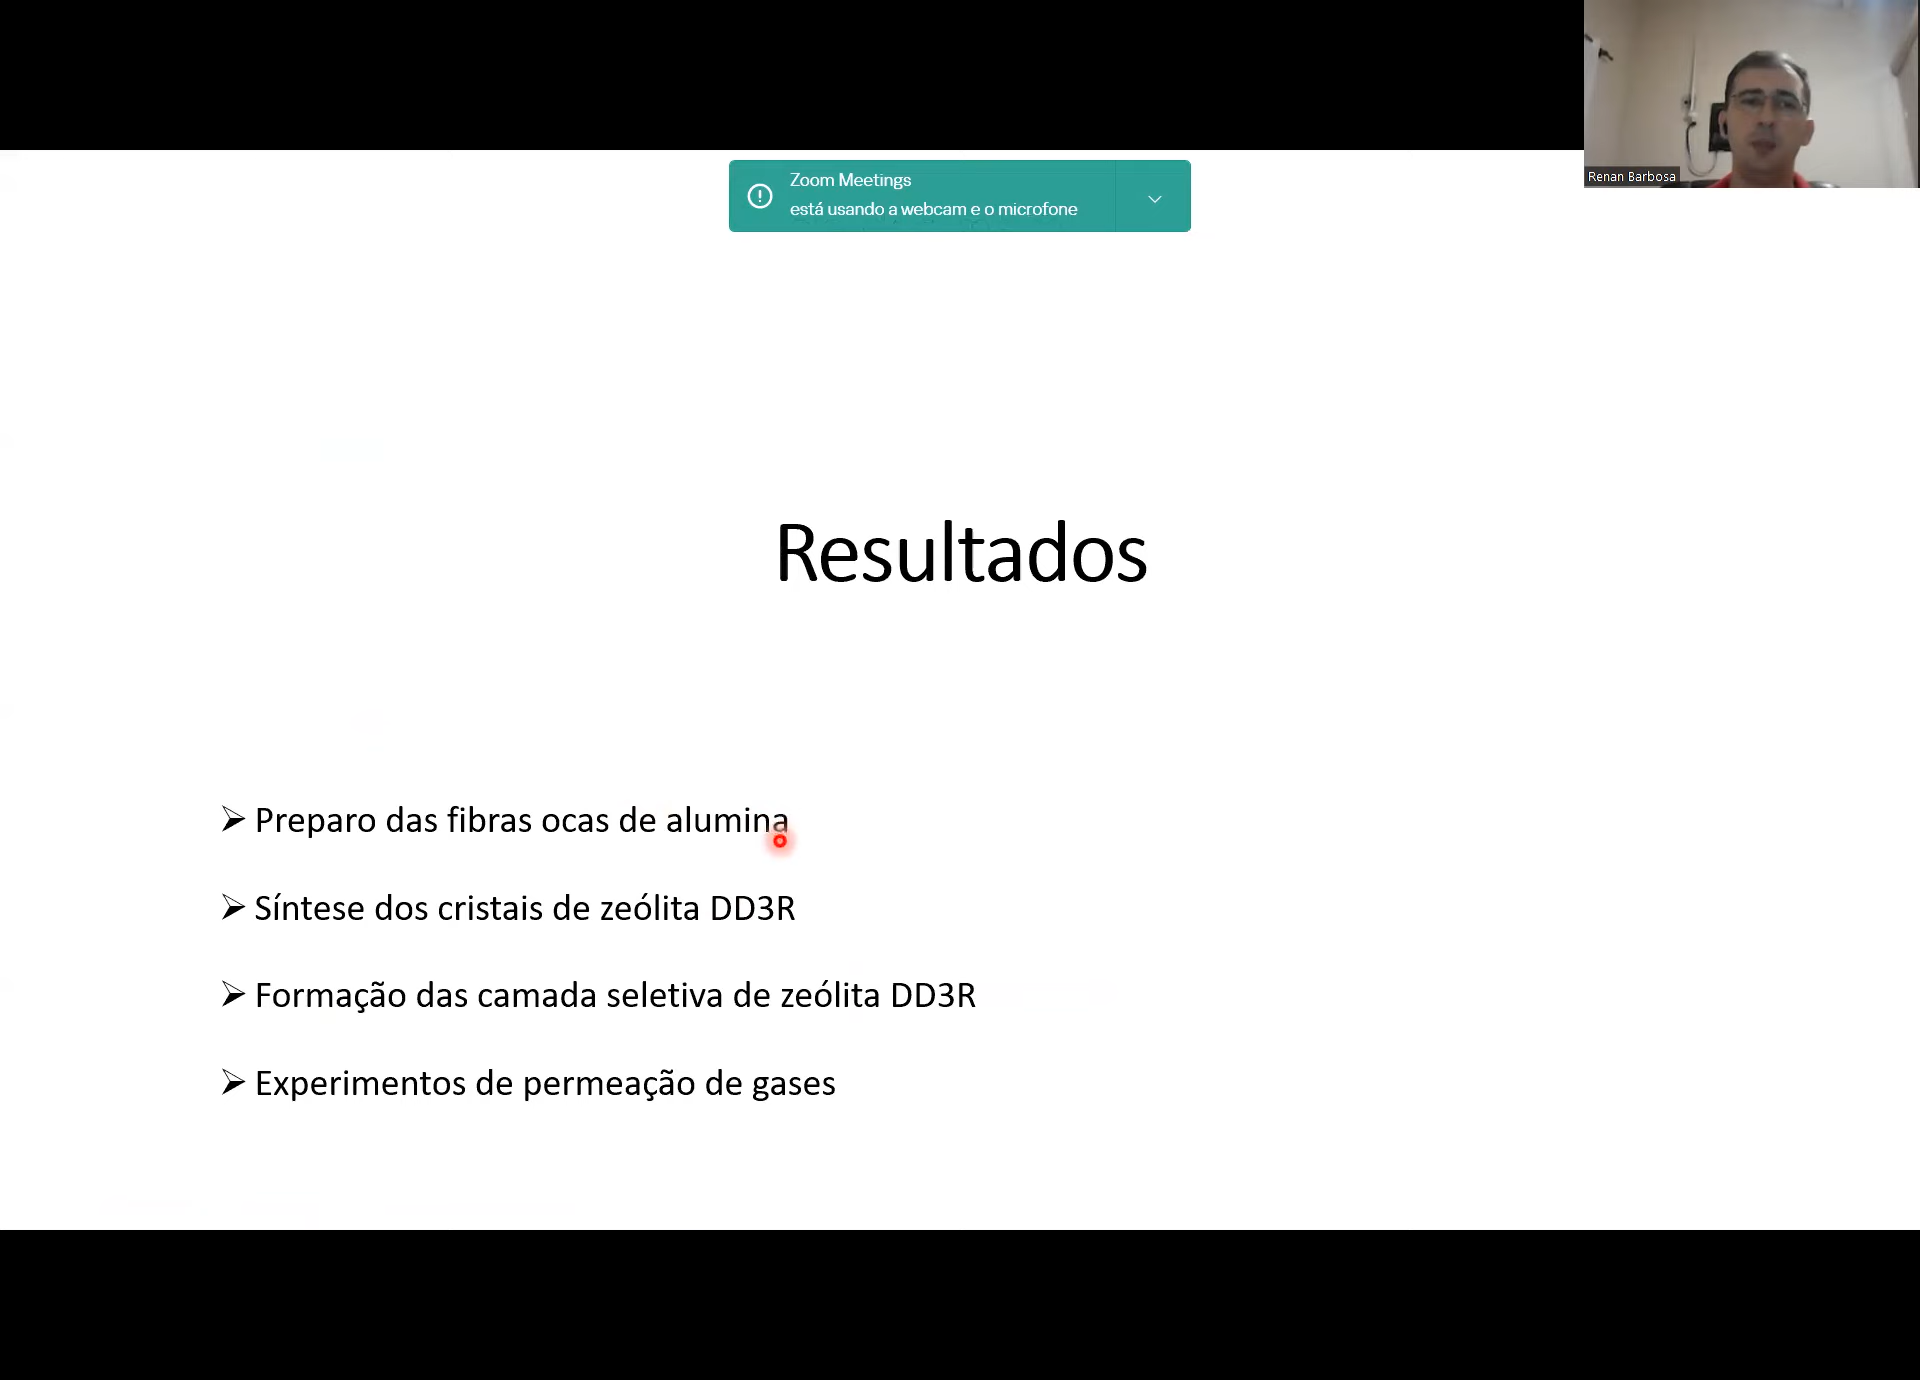 Renan Barbosa
Zoom Meetings
está usando a webcam e o microfone
Resultados
Preparo das fibras ocas de alumina
Síntese dos cristais de zeólita DD3R
Formação das camada seletiva de zeólita DD3R
Experimentos de permeação de gases